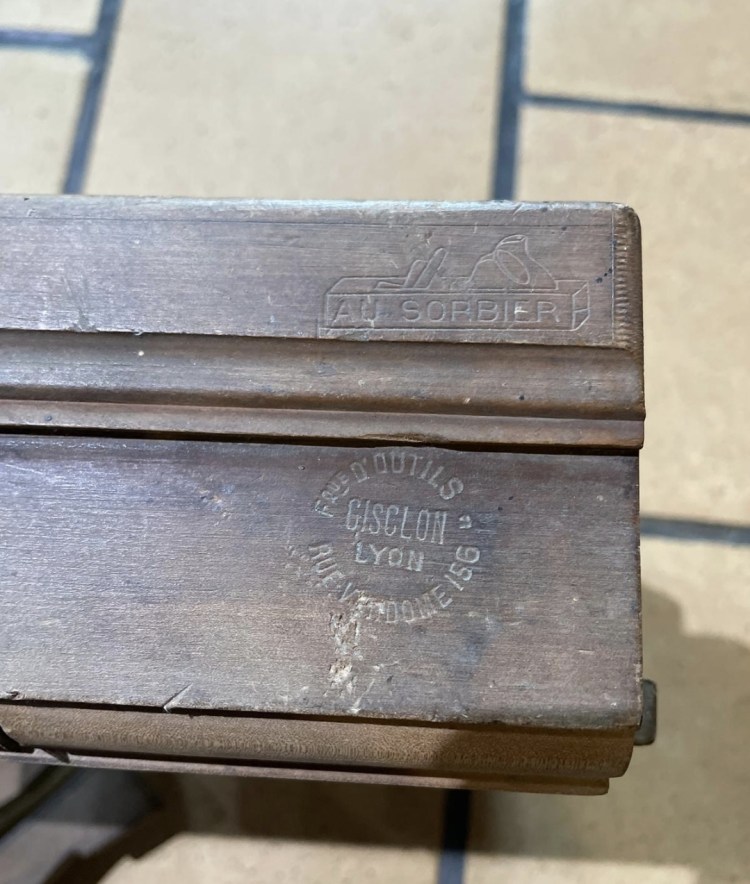 AU SORBIER
FQUE D'OUTILS
GISCLON
LYON
RUE VENDOME 156